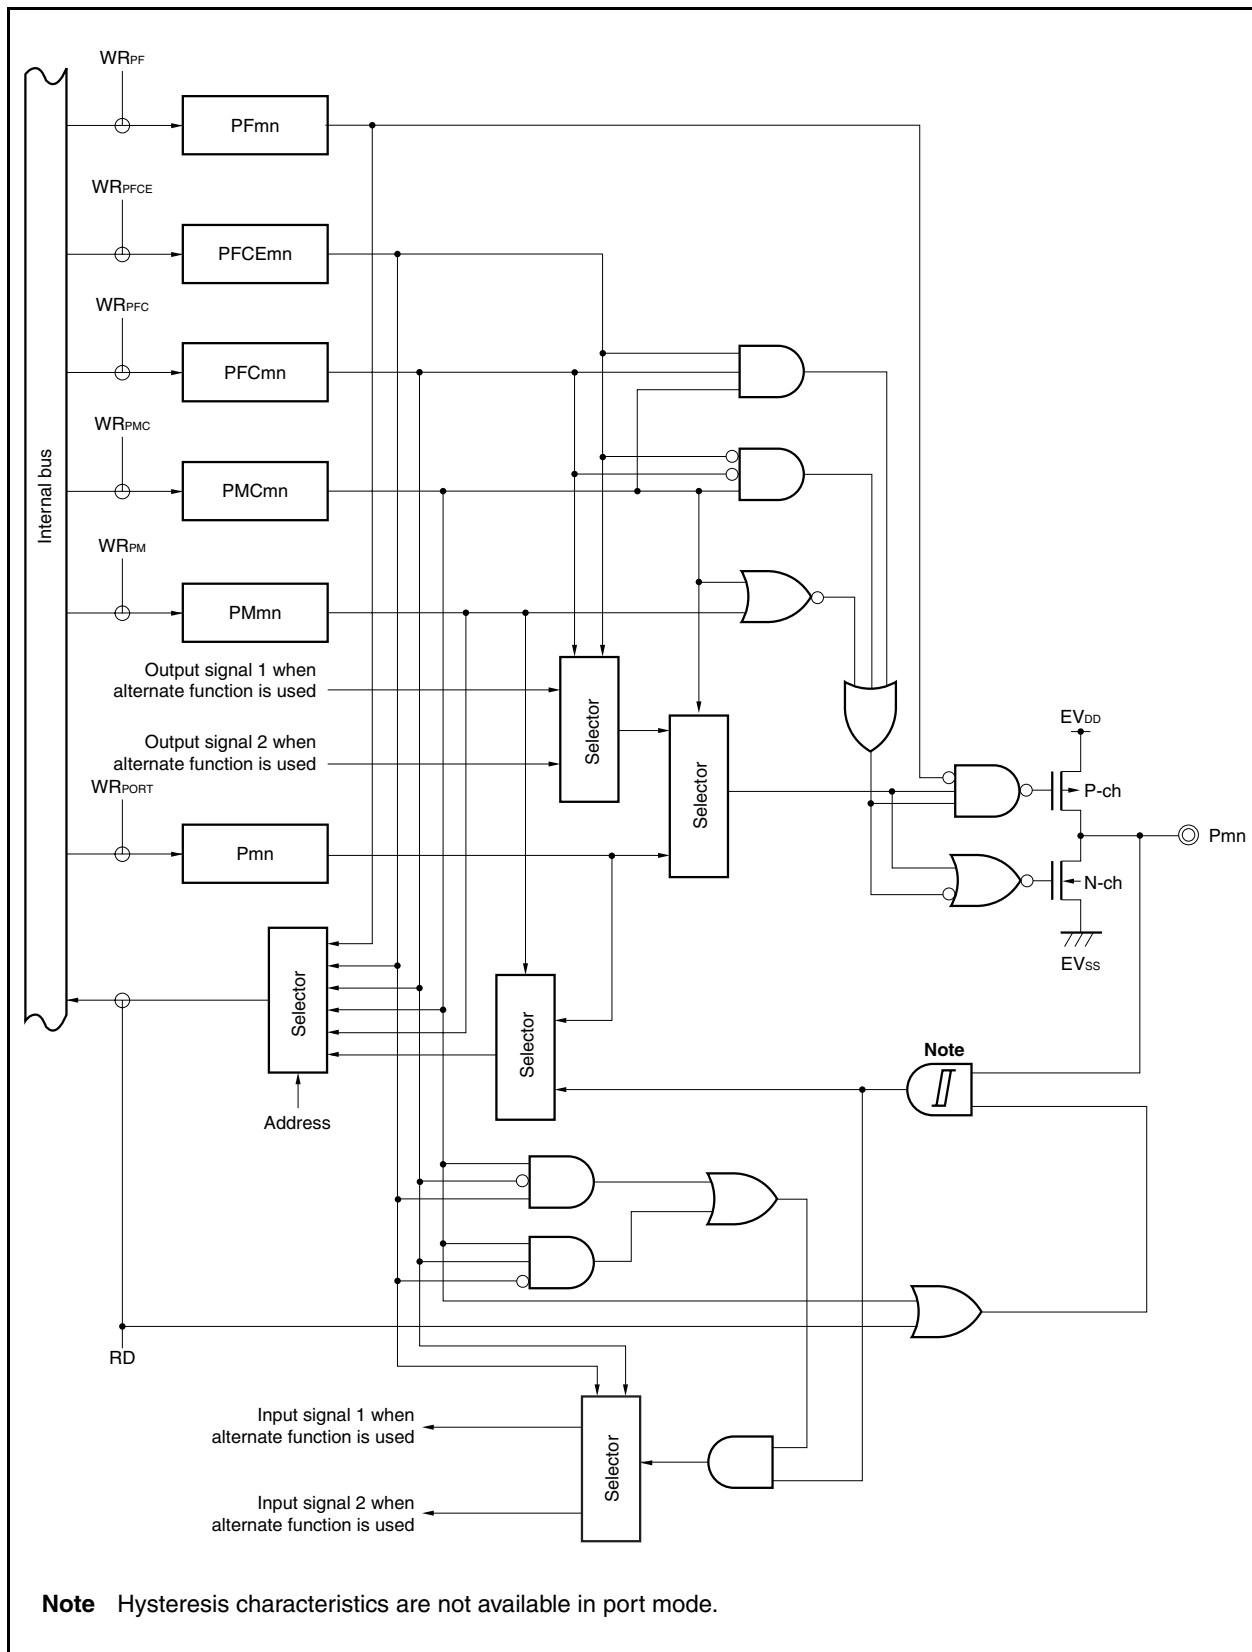 WRPF
PFmn
WRPFCE
PFCEmn
WRPFC
PFCmn
WRPMC
PMCmn
Internal bus
WRPM
PMmn
Output signal 1 when
alternate function is used
Output signal 2 when
alternate function is used
Selector
Selector
WRPORT
Pmn
EVDD
P-ch
Pmn
N-ch
EVSS
Selector
Address
Selector
Note
RD
Input signal 1 when
alternate function is used
Input signal 2 when
alternate function is used
Selector
Note Hysteresis characteristics are not available in port mode.